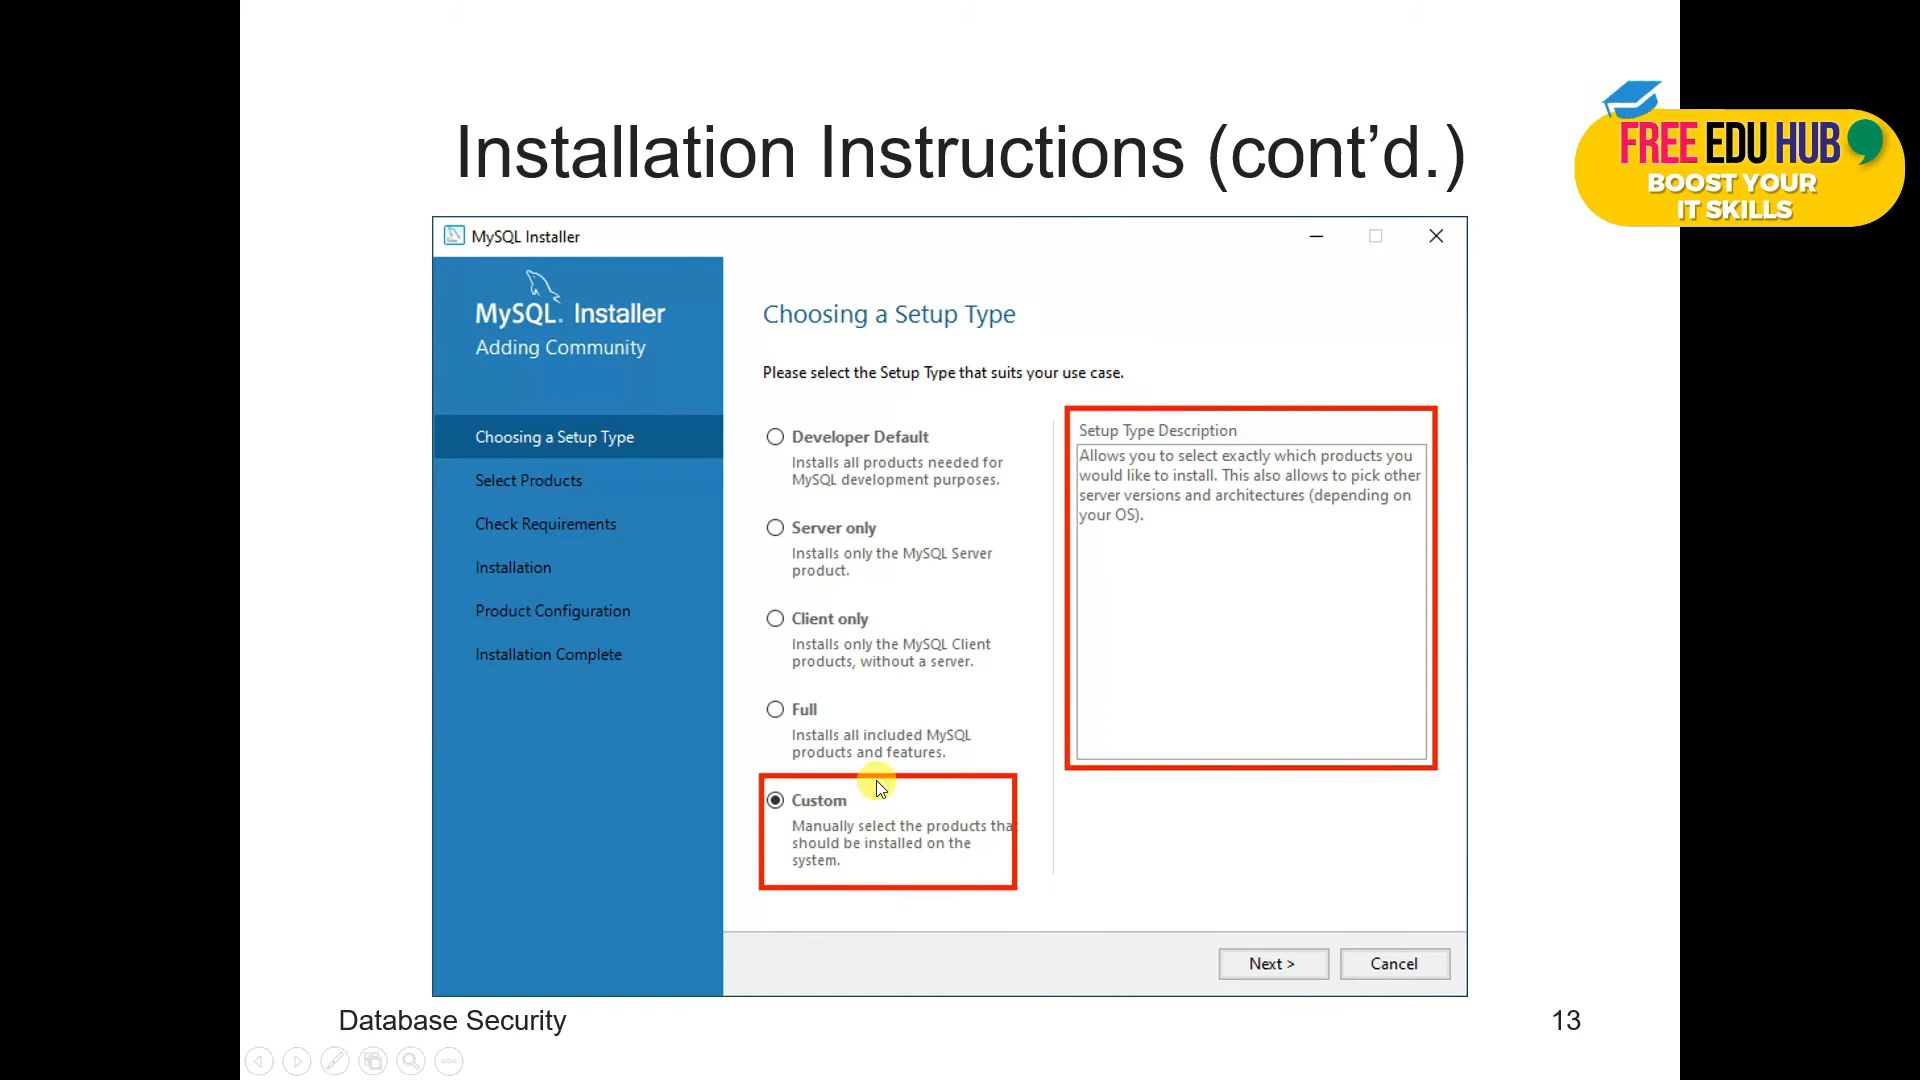 Installation Instructions (cont’d.)
FREE EDU HUB
BOOST YOUR
IT SKILLS
MySQL Installer
MySQL. Installer
Adding Community
Choosing a Setup Type
Select Products
Check Requirements
Installation
Product Configuration
Installation Complete
Choosing a Setup Type
Please select the Setup Type that suits your use case.
Developer Default
Installs all products needed for
MySQL development purposes.
Server only
Installs only the MySQL Server
product.
Client only
Installs only the MySQL Client
products, without a server.
Full
Installs all included MySQL
products and features.
Custom
Manually select the products that
should be installed on the
system.
Setup Type Description
Allows you to select exactly which products you
would like to install. This also allows to pick other
server versions and architectures (depending on
your OS).
Next >
Cancel
Database Security
13